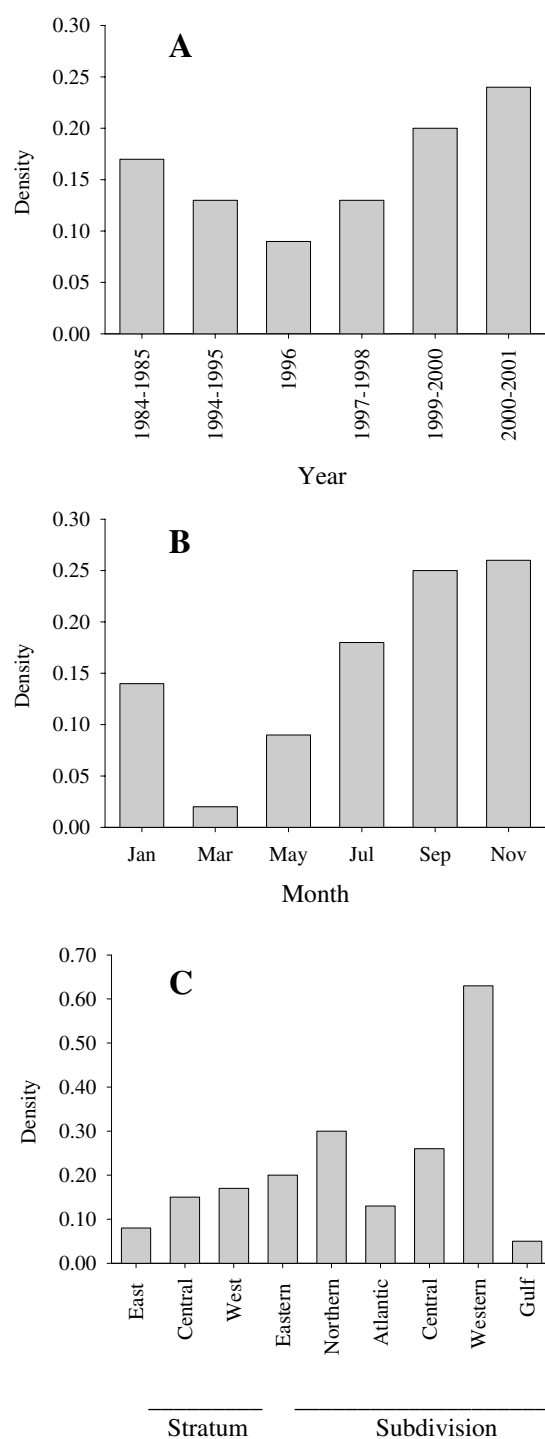 A
0.30
0.25
0.20
0.15
0.10
0.05
0.00
Density
1984-1985
1994-1995
1996
1997-1998
1999-2000
2000-2001
Year
B
0.30
0.25
0.20
0.15
0.10
0.05
0.00
Density
Jan Mar May Jul Sep Nov
Month
C
0.70
0.60
0.50
0.40
0.30
0.20
0.10
0.00
Density
East
Central
West
Eastern
Northern
Atlantic
Central
Western
Gulf
Stratum Subdivision